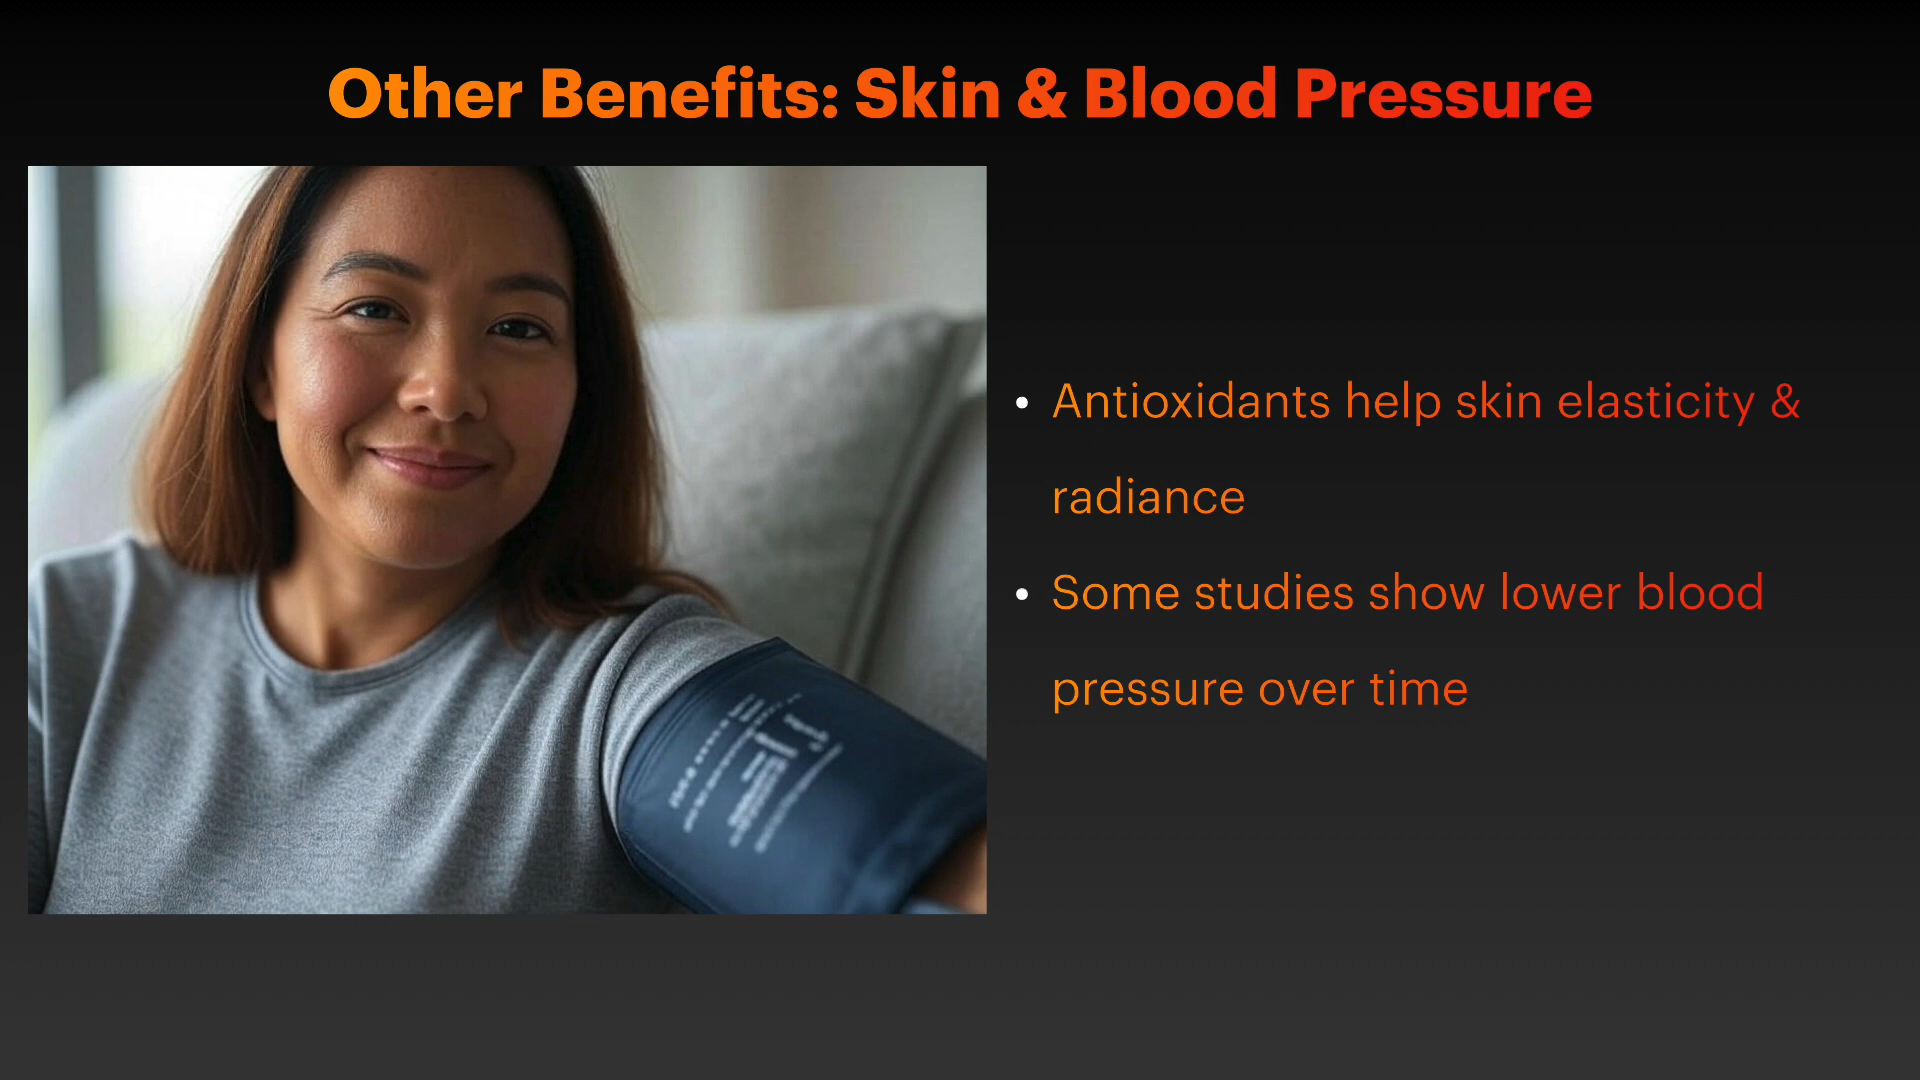 Other Benefits: Skin & Blood Pressure
• Antioxidants help skin elasticity &
radiance
• Some studies show lower blood
pressure over time